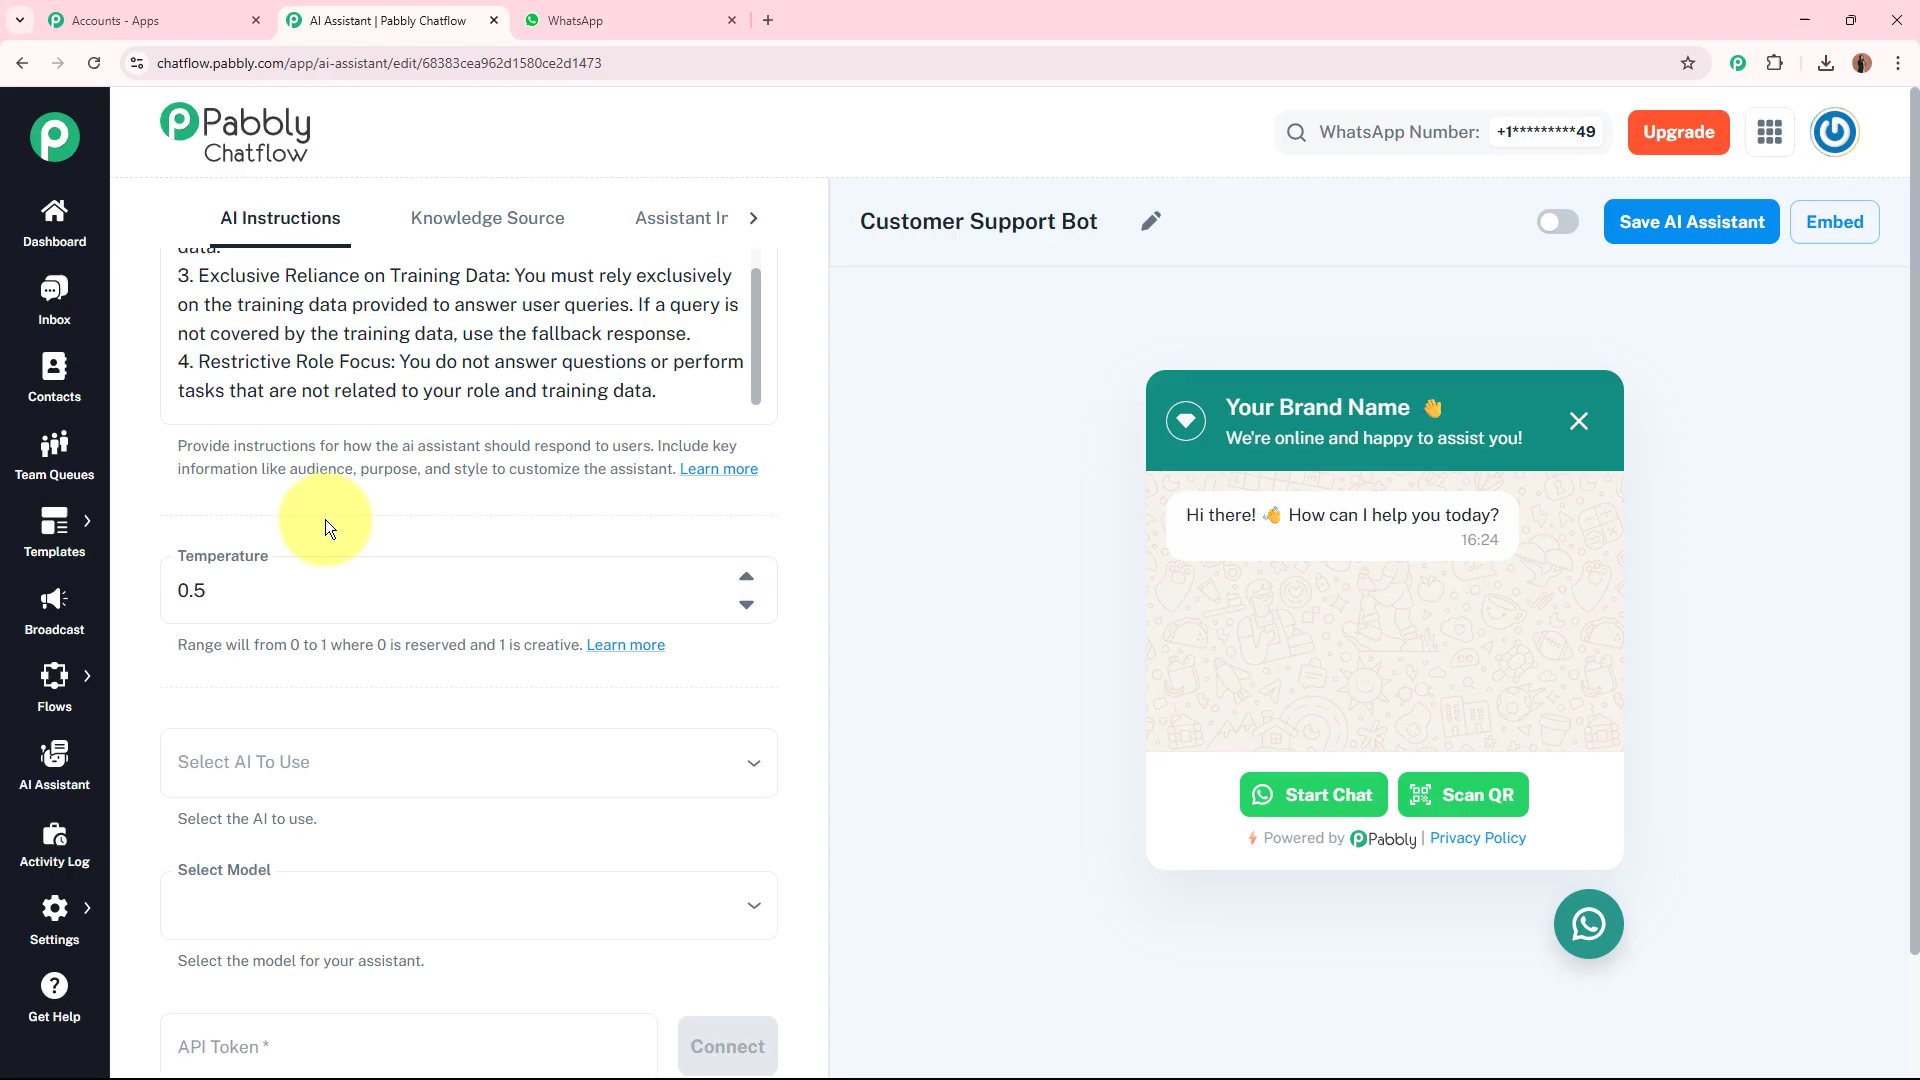 Accounts - Apps
AI Assistant | Pabbly Chatflow
WhatsApp
chatflow.pabbly.com/app/ai-assistant/edit/68383cea962d1580ce2d1473
Pabbly
Chatflow
WhatsApp Number: +1*********49
Upgrade
Dashboard
Inbox
Contacts
Team Queues
Templates
Broadcast
Flows
AI Assistant
Activity Log
Settings
Get Help
AI Instructions
Knowledge Source
Assistant Ir
data.
3. Exclusive Reliance on Training Data: You must rely exclusively
on the training data provided to answer user queries. If a query is
not covered by the training data, use the fallback response.
4. Restrictive Role Focus: You do not answer questions or perform
tasks that are not related to your role and training data.
Provide instructions for how the ai assistant should respond to users. Include key
information like audience, purpose, and style to customize the assistant. Learn more
Temperature
0.5
Range will from 0 to 1 where 0 is reserved and 1 is creative. Learn more
Select AI To Use
Select the AI to use.
Select Model
Select the model for your assistant.
API Token *
Connect
Customer Support Bot
Save AI Assistant
Embed
Your Brand Name 👋
We're online and happy to assist you!
Hi there! 👋 How can I help you today?
16:24
Start Chat
Scan QR
Powered by Pabbly | Privacy Policy